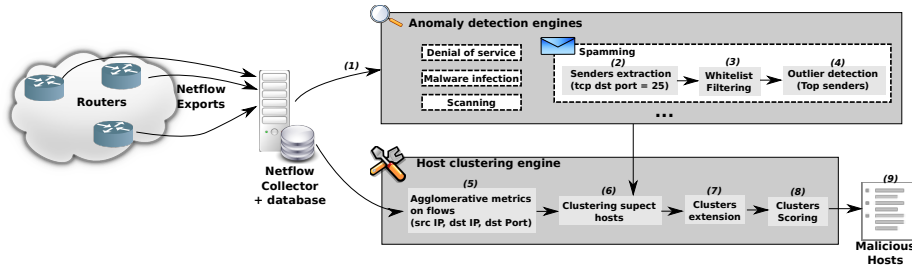 Routers
Netflow
Exports
Netflow
Collector
+ database
(1)
Anomaly detection engines
Denial of service
Malware infection
Scanning
Spamming
(2)
Senders extraction
(tcp dst port = 25)
(3)
Whitelist
Filtering
(4)
Outlier detection
(Top senders)
...
Host clustering engine
(5)
Agglomerative metrics
on flows
(src IP, dst IP, dst Port)
(6)
Clustering supect
hosts
(7)
Clusters
extension
(8)
Clusters
Scoring
(9)
Malicious
Hosts